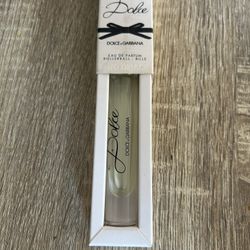 Dolce
DOLCE & GABBANA
EAU DE PARFUM
ROLLERBALL - BILLE
Dolce
DOLCE & GABBANA